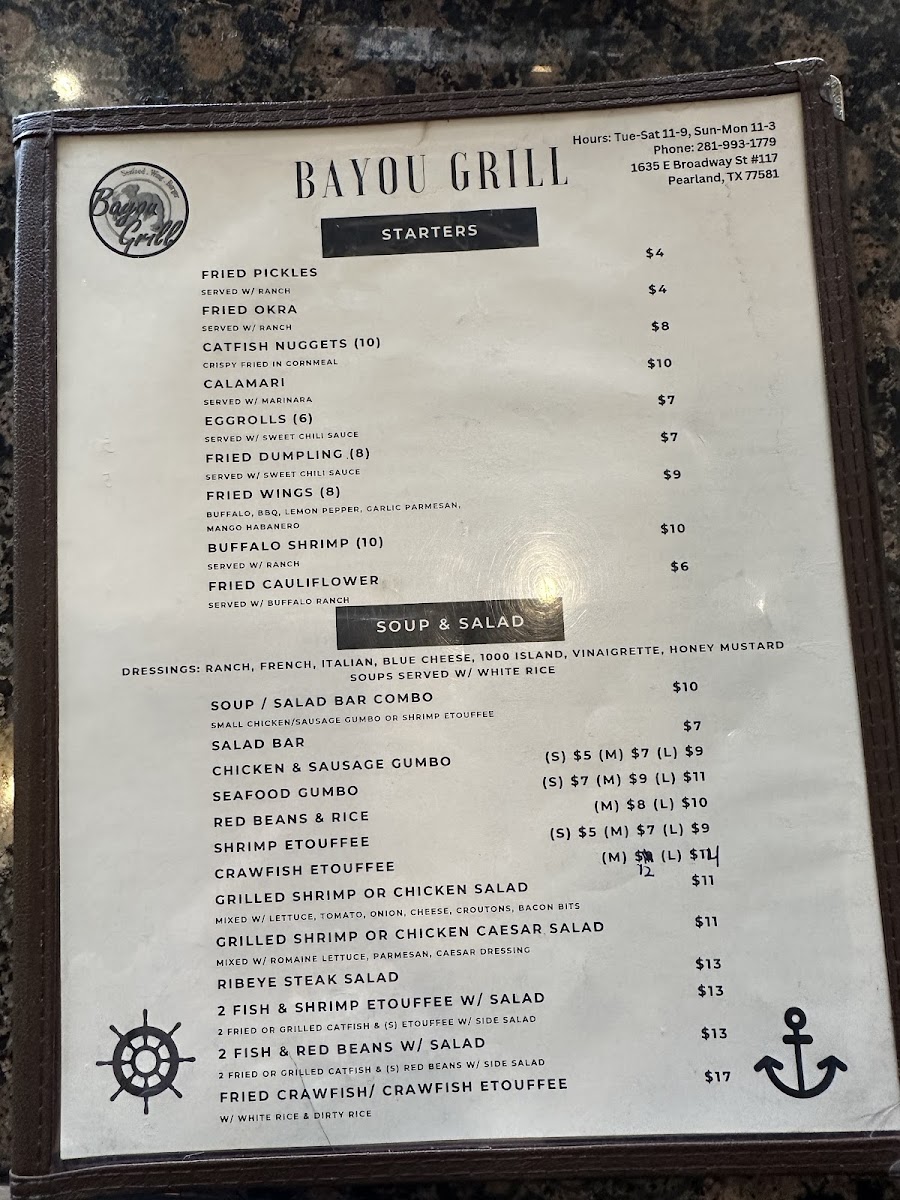 Hours: Tue-Sat 11-9, Sun-Mon 11-3
Phone: 281-993-1779
1635 E Broadway St #117
Pearland, TX 77581
Seafood . Wings . Burger
Bayou
Grill
BAYOU GRILL
STARTERS
FRIED PICKLES $4
SERVED W/ RANCH
FRIED OKRA $4
SERVED W/ RANCH
CATFISH NUGGETS (10) $8
CRISPY FRIED IN CORNMEAL
CALAMARI $10
SERVED W/ MARINARA
EGGROLLS (6) $7
SERVED W/ SWEET CHILI SAUCE
FRIED DUMPLING (8) $7
SERVED W/ SWEET CHILI SAUCE
FRIED WINGS (8) $9
BUFFALO, BBQ, LEMON PEPPER, GARLIC PARMESAN,
MANGO HABANERO
BUFFALO SHRIMP (10) $10
SERVED W/ RANCH
FRIED CAULIFLOWER $6
SERVED W/ BUFFALO RANCH
SOUP & SALAD
DRESSINGS: RANCH, FRENCH, ITALIAN, BLUE CHEESE, 1000 ISLAND, VINAIGRETTE, HONEY MUSTARD
SOUPS SERVED W/ WHITE RICE
SOUP / SALAD BAR COMBO $10
SMALL CHICKEN/SAUSAGE GUMBO OR SHRIMP ETOUFFEE
SALAD BAR $7
CHICKEN & SAUSAGE GUMBO (S) $5 (M) $7 (L) $9
SEAFOOD GUMBO (S) $7 (M) $9 (L) $11
RED BEANS & RICE (M) $8 (L) $10
SHRIMP ETOUFFEE (S) $5 (M) $7 (L) $9
CRAWFISH ETOUFFEE (M) $12 (L) $14
GRILLED SHRIMP OR CHICKEN SALAD $11
MIXED W/ LETTUCE, TOMATO, ONION, CHEESE, CROUTONS, BACON BITS
GRILLED SHRIMP OR CHICKEN CAESAR SALAD $11
MIXED W/ ROMAINE LETTUCE, PARMESAN, CAESAR DRESSING
RIBEYE STEAK SALAD $13
2 FISH & SHRIMP ETOUFFEE W/ SALAD $13
2 FRIED OR GRILLED CATFISH & (S) ETOUFFEE W/ SIDE SALAD
2 FISH & RED BEANS W/ SALAD $13
2 FRIED OR GRILLED CATFISH & (S) RED BEANS W/ SIDE SALAD
FRIED CRAWFISH/ CRAWFISH ETOUFFEE $17
W/ WHITE RICE & DIRTY RICE